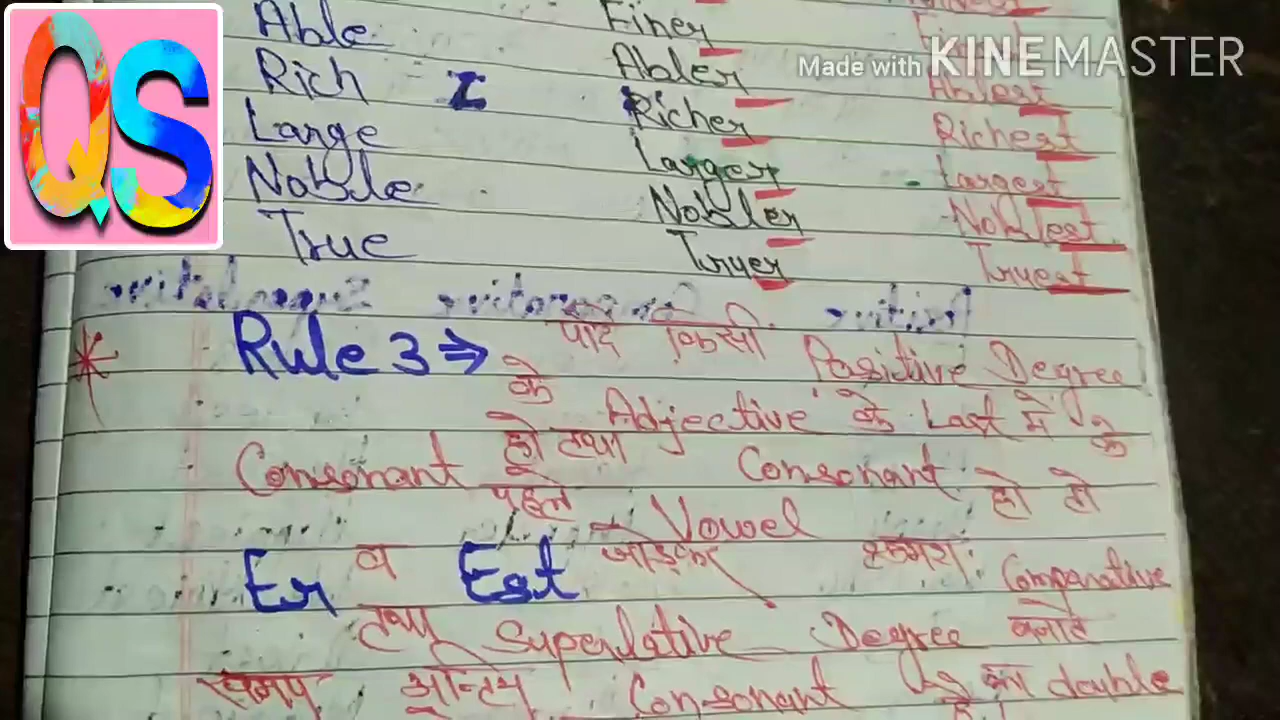 QS
Made with KINEMASTER
Able Finer
Rich Abler Ablest
Large Richer Richest
Noble Larger Largest
True Nobler Noblest
Truer Truest
Rule 3 ⇒ यदि किसी Positive Degree
के Adjective के Last में
Consonant हो तथा Consonant के
पहले Vowel हो तो
Er व Est जोड़कर क्रमशः Comparative
तथा Superlative Degree बनाते
समय अन्तिम Consonant का double